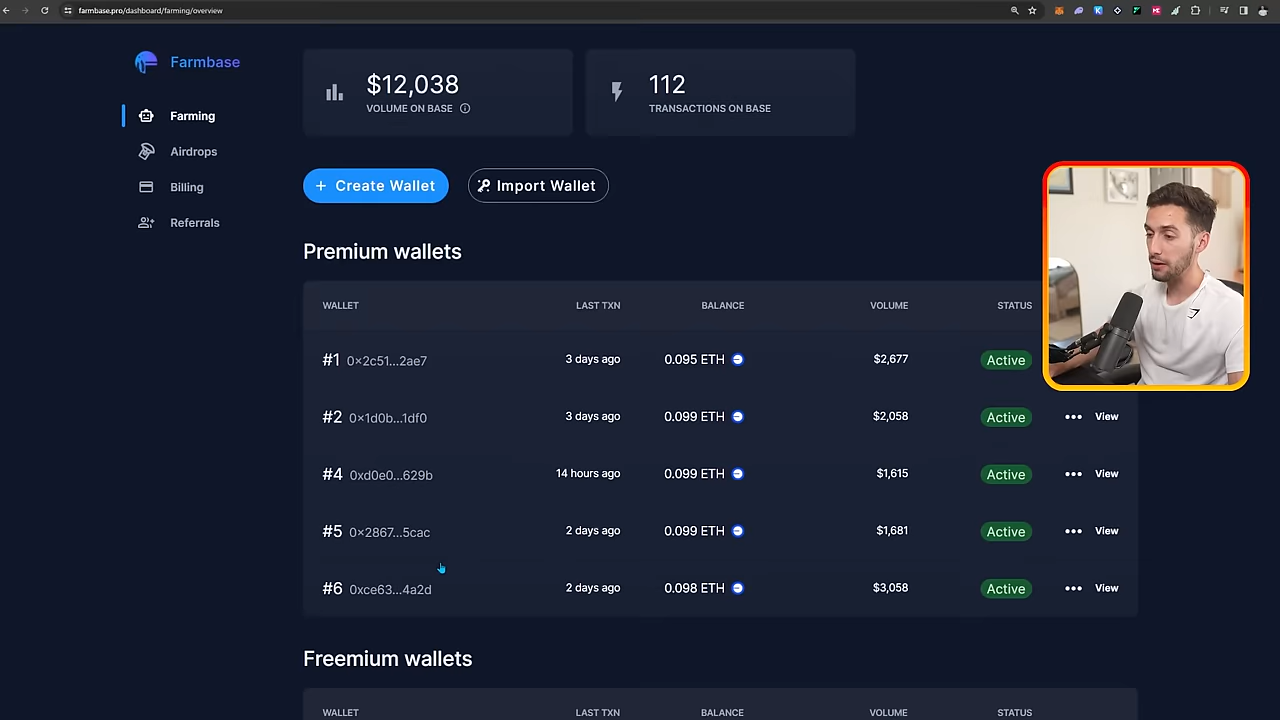 farmbase.pro/dashboard/farming/overview
Farmbase
Farming
Airdrops
Billing
Referrals
$12,038
VOLUME ON BASE
112
TRANSACTIONS ON BASE
+ Create Wallet
Import Wallet
Premium wallets
WALLET LAST TXN BALANCE VOLUME STATUS
#1 0x2c51...2ae7 3 days ago 0.095 ETH $2,677 Active
#2 0x1d0b...1df0 3 days ago 0.099 ETH $2,058 Active ••• View
#4 0xd0e0...629b 14 hours ago 0.099 ETH $1,615 Active ••• View
#5 0x2867...5cac 2 days ago 0.099 ETH $1,681 Active ••• View
#6 0xce63...4a2d 2 days ago 0.098 ETH $3,058 Active ••• View
Freemium wallets
WALLET LAST TXN BALANCE VOLUME STATUS